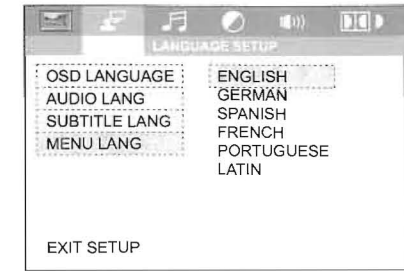 LANGUAGE SETUP
OSD LANGUAGE
AUDIO LANG
SUBTITLE LANG
MENU LANG
ENGLISH
GERMAN
SPANISH
FRENCH
PORTUGUESE
LATIN
EXIT SETUP